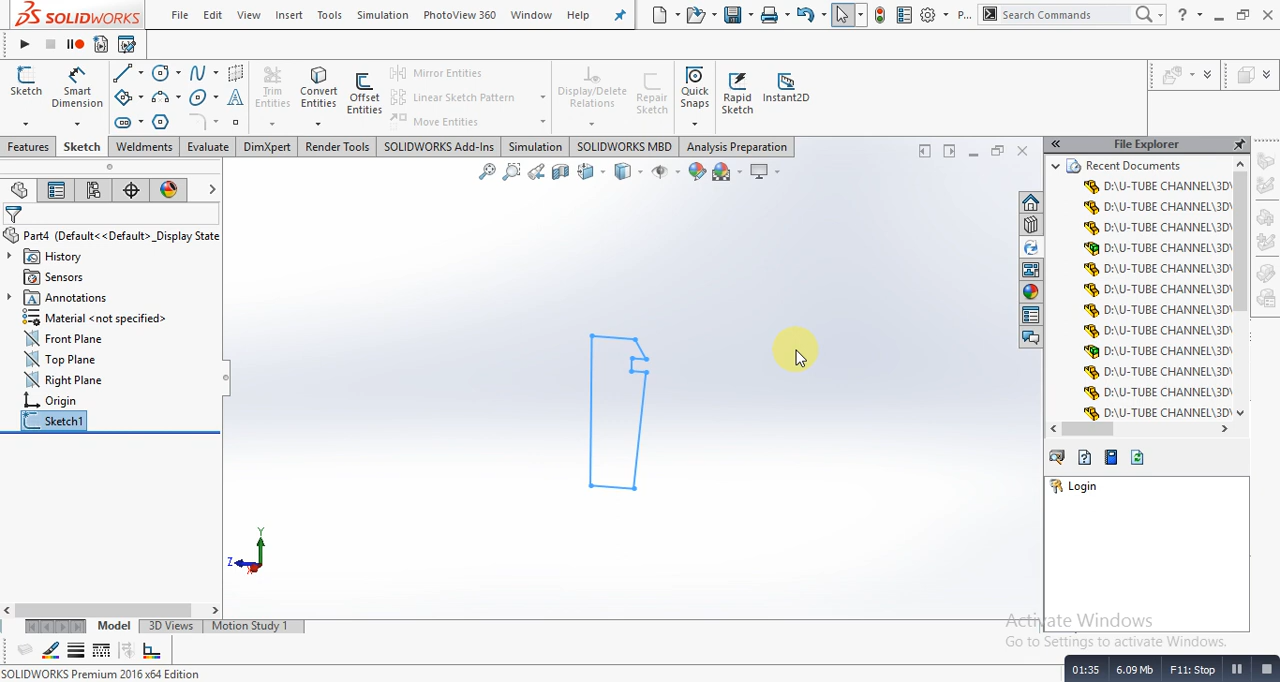 SOLIDWORKS File Edit View Insert Tools Simulation PhotoView 360 Window Help P... Search Commands ?
Sketch Smart Dimension Trim Entities Convert Entities Offset Entities Mirror Entities Linear Sketch Pattern Move Entities Display/Delete Relations Repair Sketch Quick Snaps Rapid Sketch Instant2D
Features Sketch Weldments Evaluate DimXpert Render Tools SOLIDWORKS Add-Ins Simulation SOLIDWORKS MBD Analysis Preparation
File Explorer
Recent Documents
D:\U-TUBE CHANNEL\3D\
D:\U-TUBE CHANNEL\3D\
D:\U-TUBE CHANNEL\3D\
D:\U-TUBE CHANNEL\3D\
D:\U-TUBE CHANNEL\3D\
D:\U-TUBE CHANNEL\3D\
D:\U-TUBE CHANNEL\3D\
D:\U-TUBE CHANNEL\3D\
D:\U-TUBE CHANNEL\3D\
D:\U-TUBE CHANNEL\3D\
D:\U-TUBE CHANNEL\3D\
D:\U-TUBE CHANNEL\3D\
Login
Part4 (Default<<Default>_Display State
History
Sensors
Annotations
Material <not specified>
Front Plane
Top Plane
Right Plane
Origin
Sketch1
Y
Z
X
Model 3D Views Motion Study 1
Activate Windows
Go to Settings to activate Windows.
SOLIDWORKS Premium 2016 x64 Edition
01:35 6.09 Mb F11: Stop